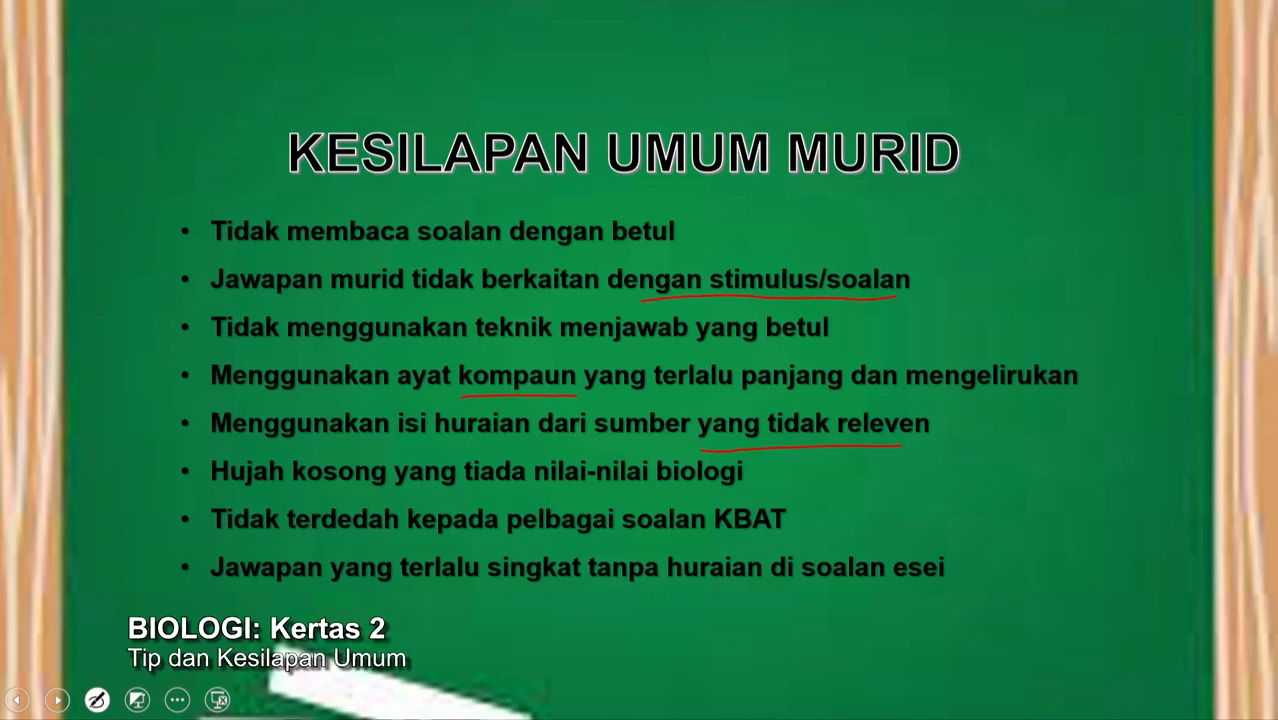 KESILAPAN UMUM MURID
• Tidak membaca soalan dengan betul
• Jawapan murid tidak berkaitan dengan stimulus/soalan
• Tidak menggunakan teknik menjawab yang betul
• Menggunakan ayat kompaun yang terlalu panjang dan mengelirukan
• Menggunakan isi huraian dari sumber yang tidak releven
• Hujah kosong yang tiada nilai-nilai biologi
• Tidak terdedah kepada pelbagai soalan KBAT
• Jawapan yang terlalu singkat tanpa huraian di soalan esei
BIOLOGI: Kertas 2
Tip dan Kesilapan Umum